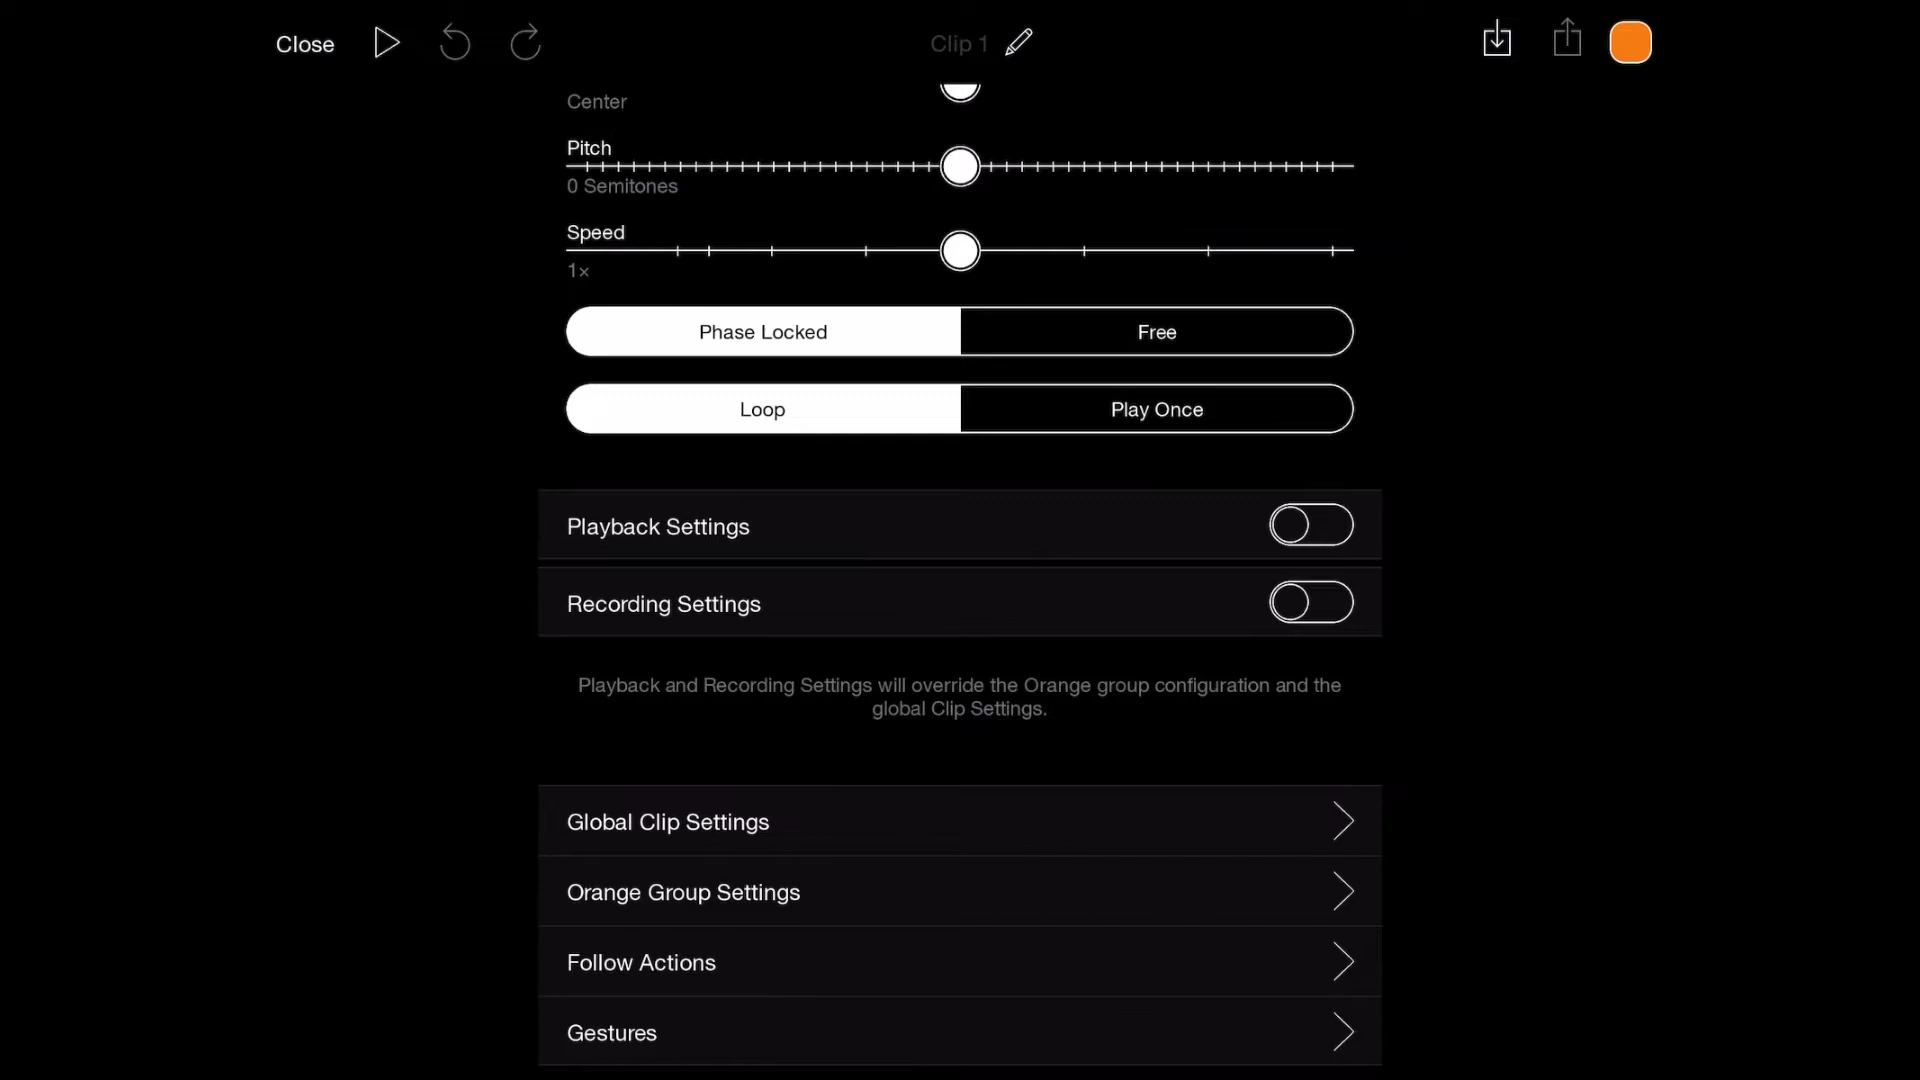 Close
Clip 1
Center
Pitch
0 Semitones
Speed
1×
Phase Locked
Free
Loop
Play Once
Playback Settings
Recording Settings
Playback and Recording Settings will override the Orange group configuration and the
global Clip Settings.
Global Clip Settings
Orange Group Settings
Follow Actions
Gestures